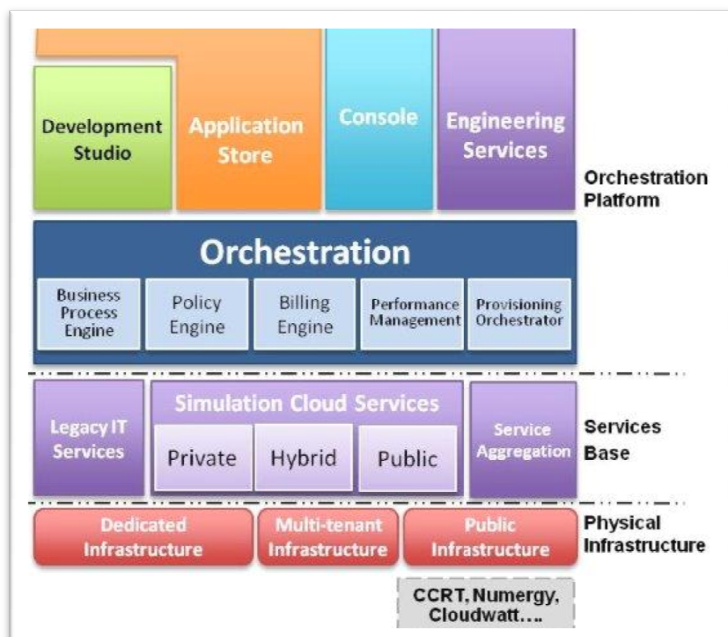 Development
Studio
Application
Store
Console
Engineering
Services
Orchestration
Platform
Orchestration
Business
Process
Engine
Policy
Engine
Billing
Engine
Performance
Management
Provisioning
Orchestrator
Legacy IT
Services
Simulation Cloud Services
Private
Hybrid
Public
Service
Aggregation
Services
Base
Dedicated
Infrastructure
Multi-tenant
Infrastructure
Public
Infrastructure
Physical
Infrastructure
CCRT, Numergy,
Cloudwatt....